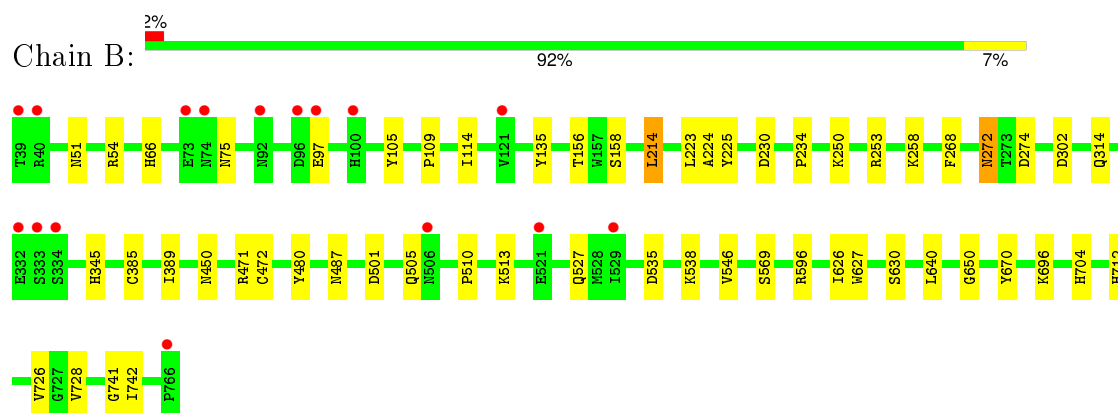 2%
Chain B:
92%
7%
T39 R40 N51 R54 H66 E73 N74 N75 N92 D96 E97 H100 Y105 P109 I114 V121 Y135 T156 W157 S158 L214 L223 A224 Y225 D230 P234 K250 R253 K258 F268 N272 T273 D274 D302 Q314
E332 S333 S334 H345 C385 I389 N450 R471 C472 Y480 N487 D501 Q505 N506 P510 K513 E521 Q527 M528 I529 D535 K538 V546 S569 R596 I626 W627 S630 L640 G650 Y670 K696 H704
V726 G727 V728 G741 I742 P766